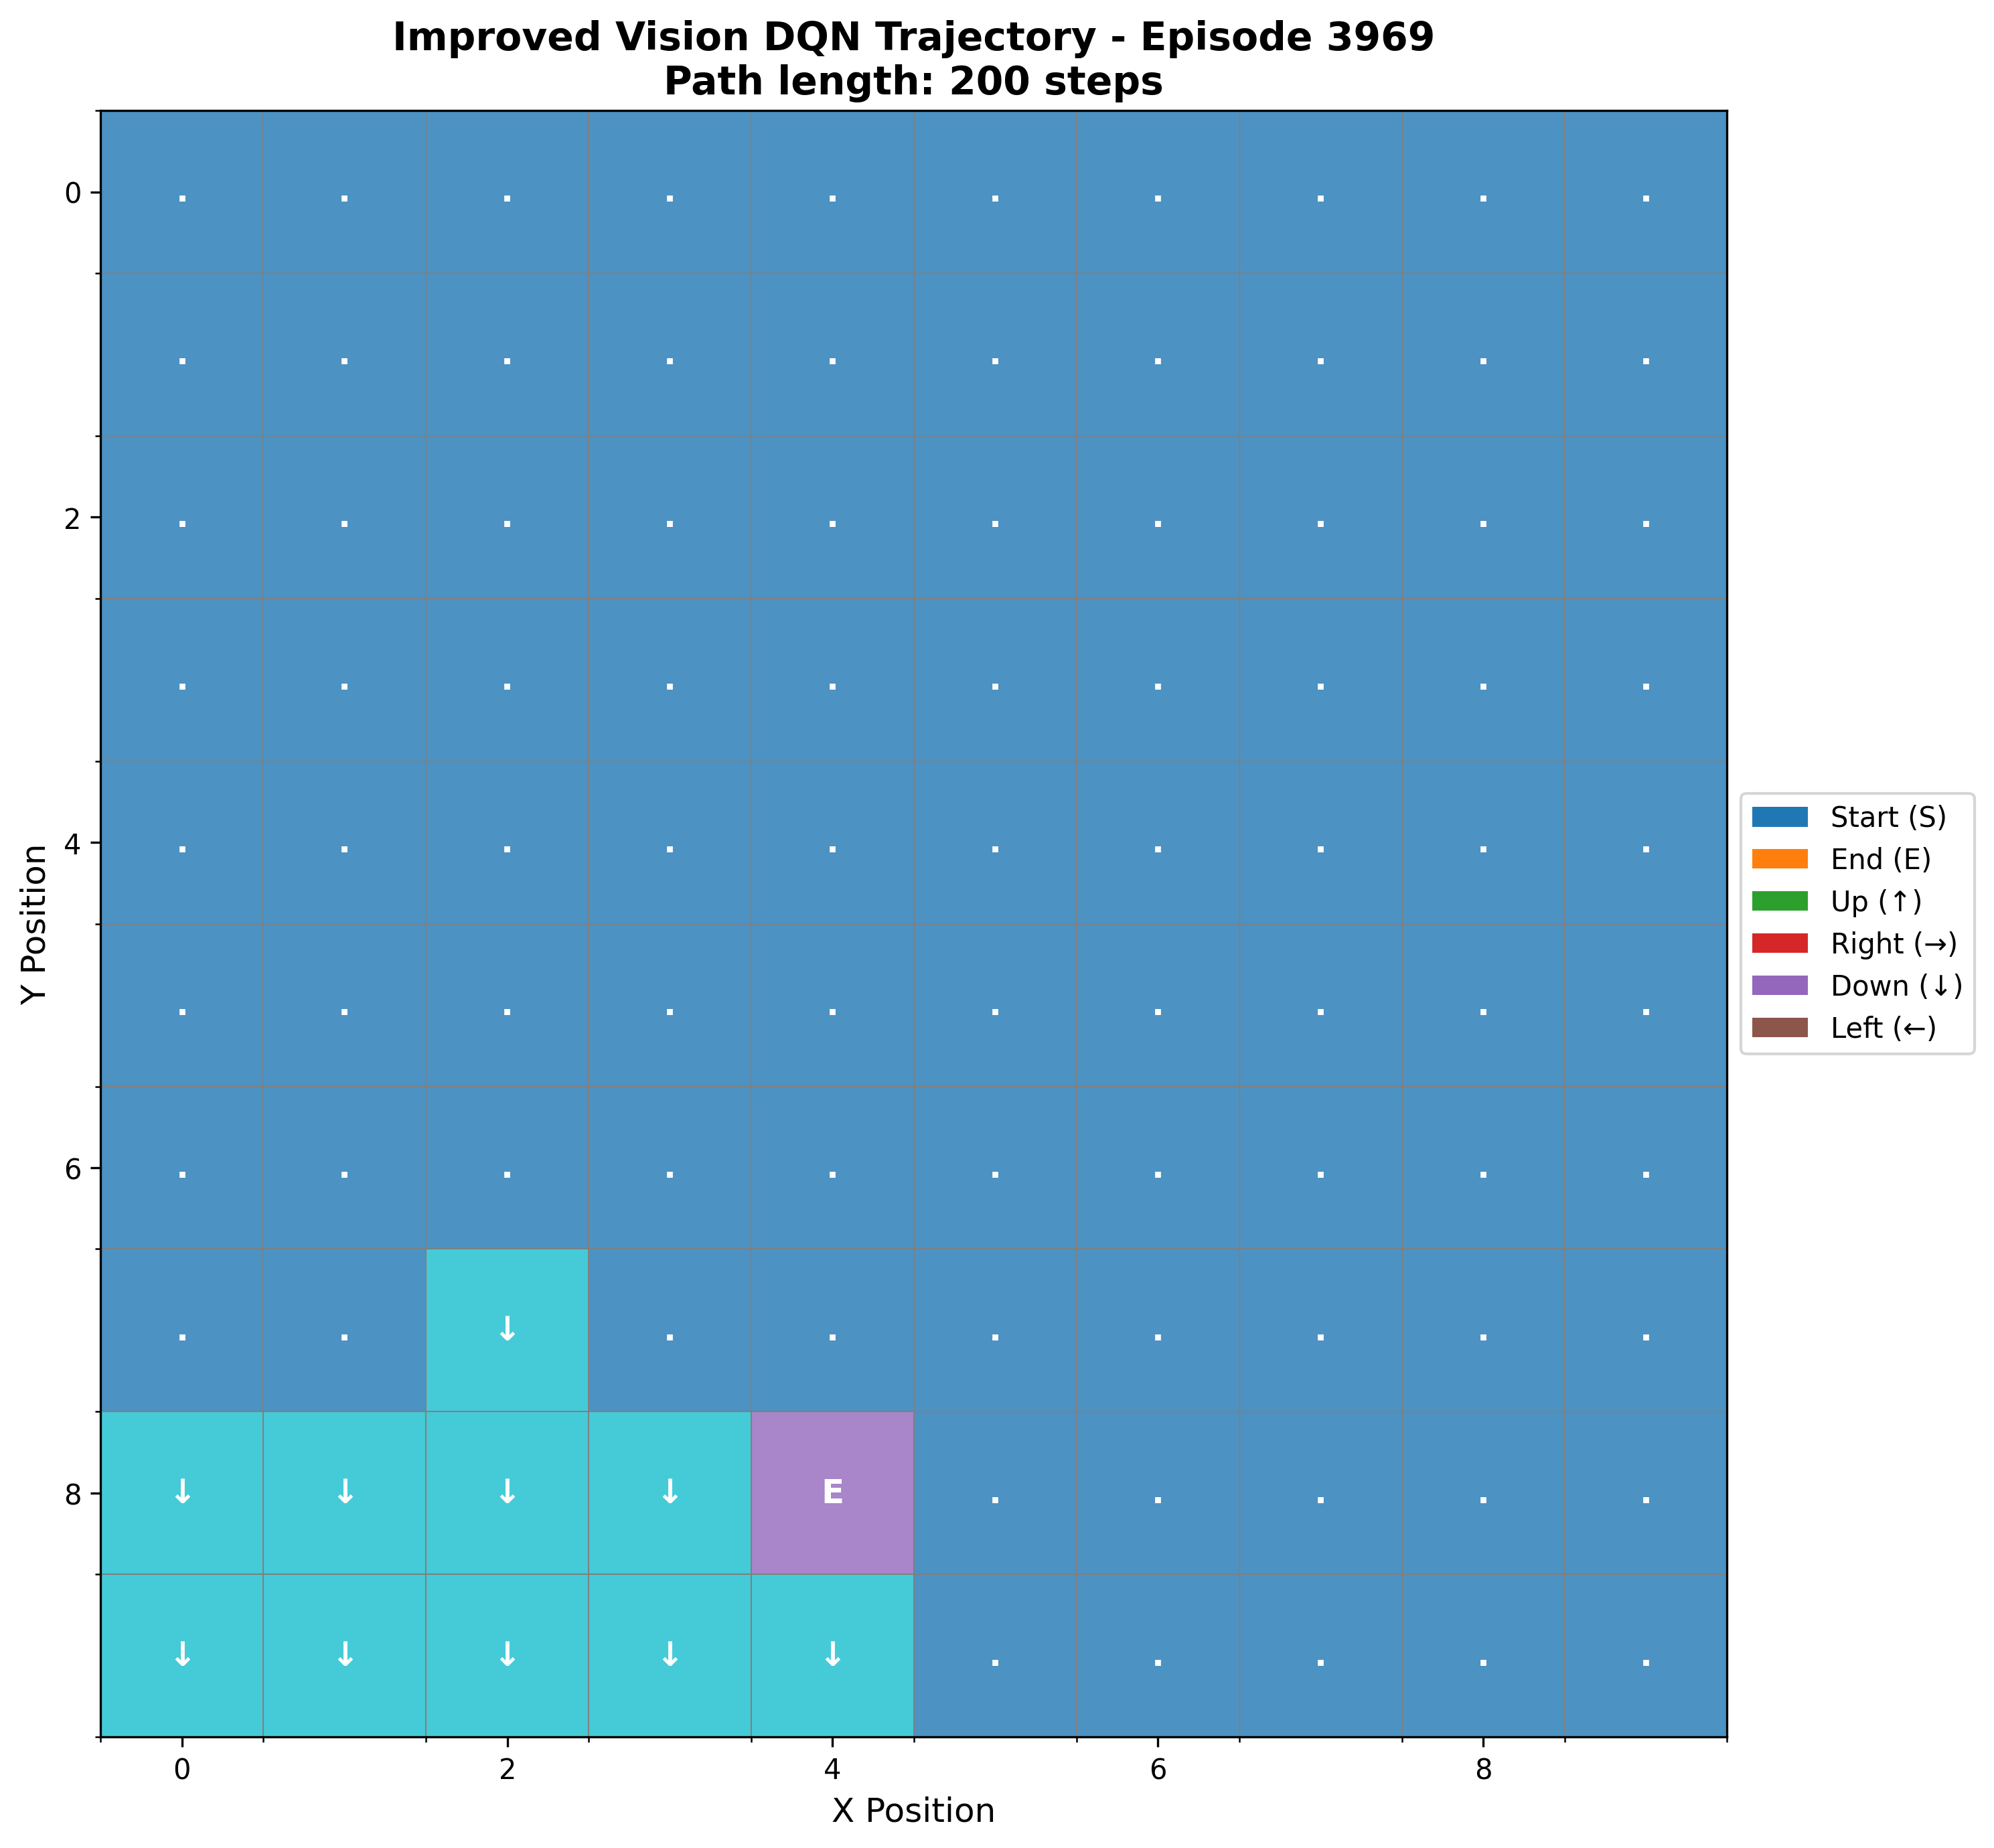 Improved Vision DQN Trajectory - Episode 3969
Path length: 200 steps
0
2
4
6
8
Y Position
. . . . . . . . . .
. . . . . . . . . .
. . . . . . . . . .
. . . . . . . . . .
. . . . . . . . . .
. . . . . . . . . .
. . . . . . . . . .
. . ↓ . . . . . . .
↓ ↓ ↓ ↓ E . . . . .
↓ ↓ ↓ ↓ ↓ . . . . .
0 2 4 6 8
X Position
Start (S)
End (E)
Up (↑)
Right (→)
Down (↓)
Left (←)